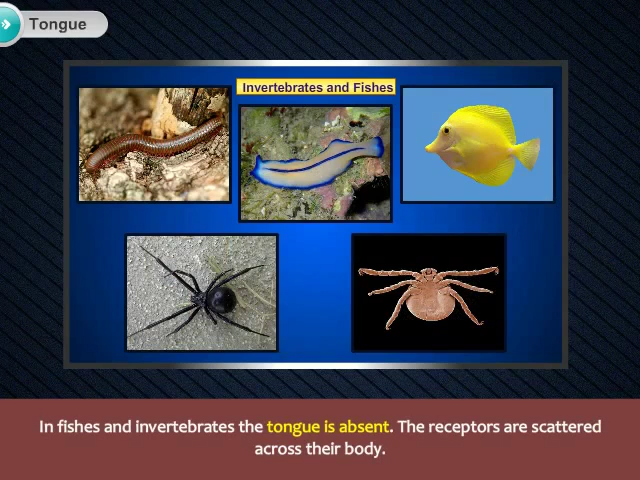 Tongue
Invertebrates and Fishes
In fishes and invertebrates the tongue is absent. The receptors are scattered
across their body.